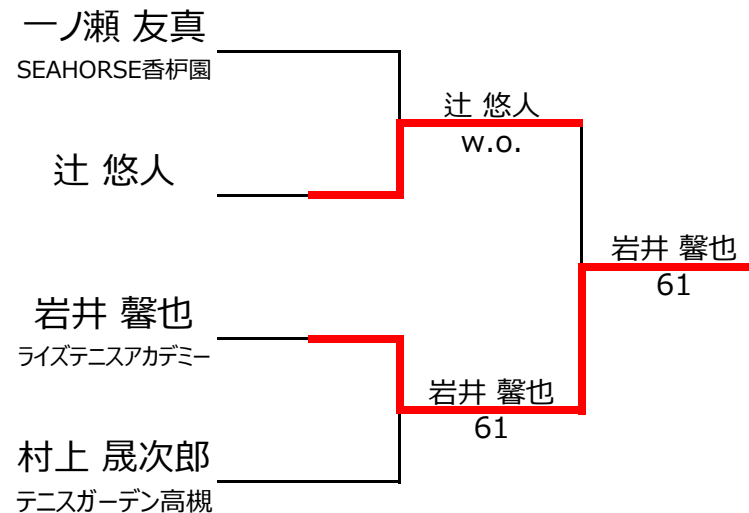 一ノ瀬 友真
SEAHORSE香枦園
辻 悠人
岩井 馨也
ライズテニスアカデミー
村上 晃次郎
テニスガーデン高槻
辻 悠人
w.o.
岩井 馨也
61
岩井 馨也
61